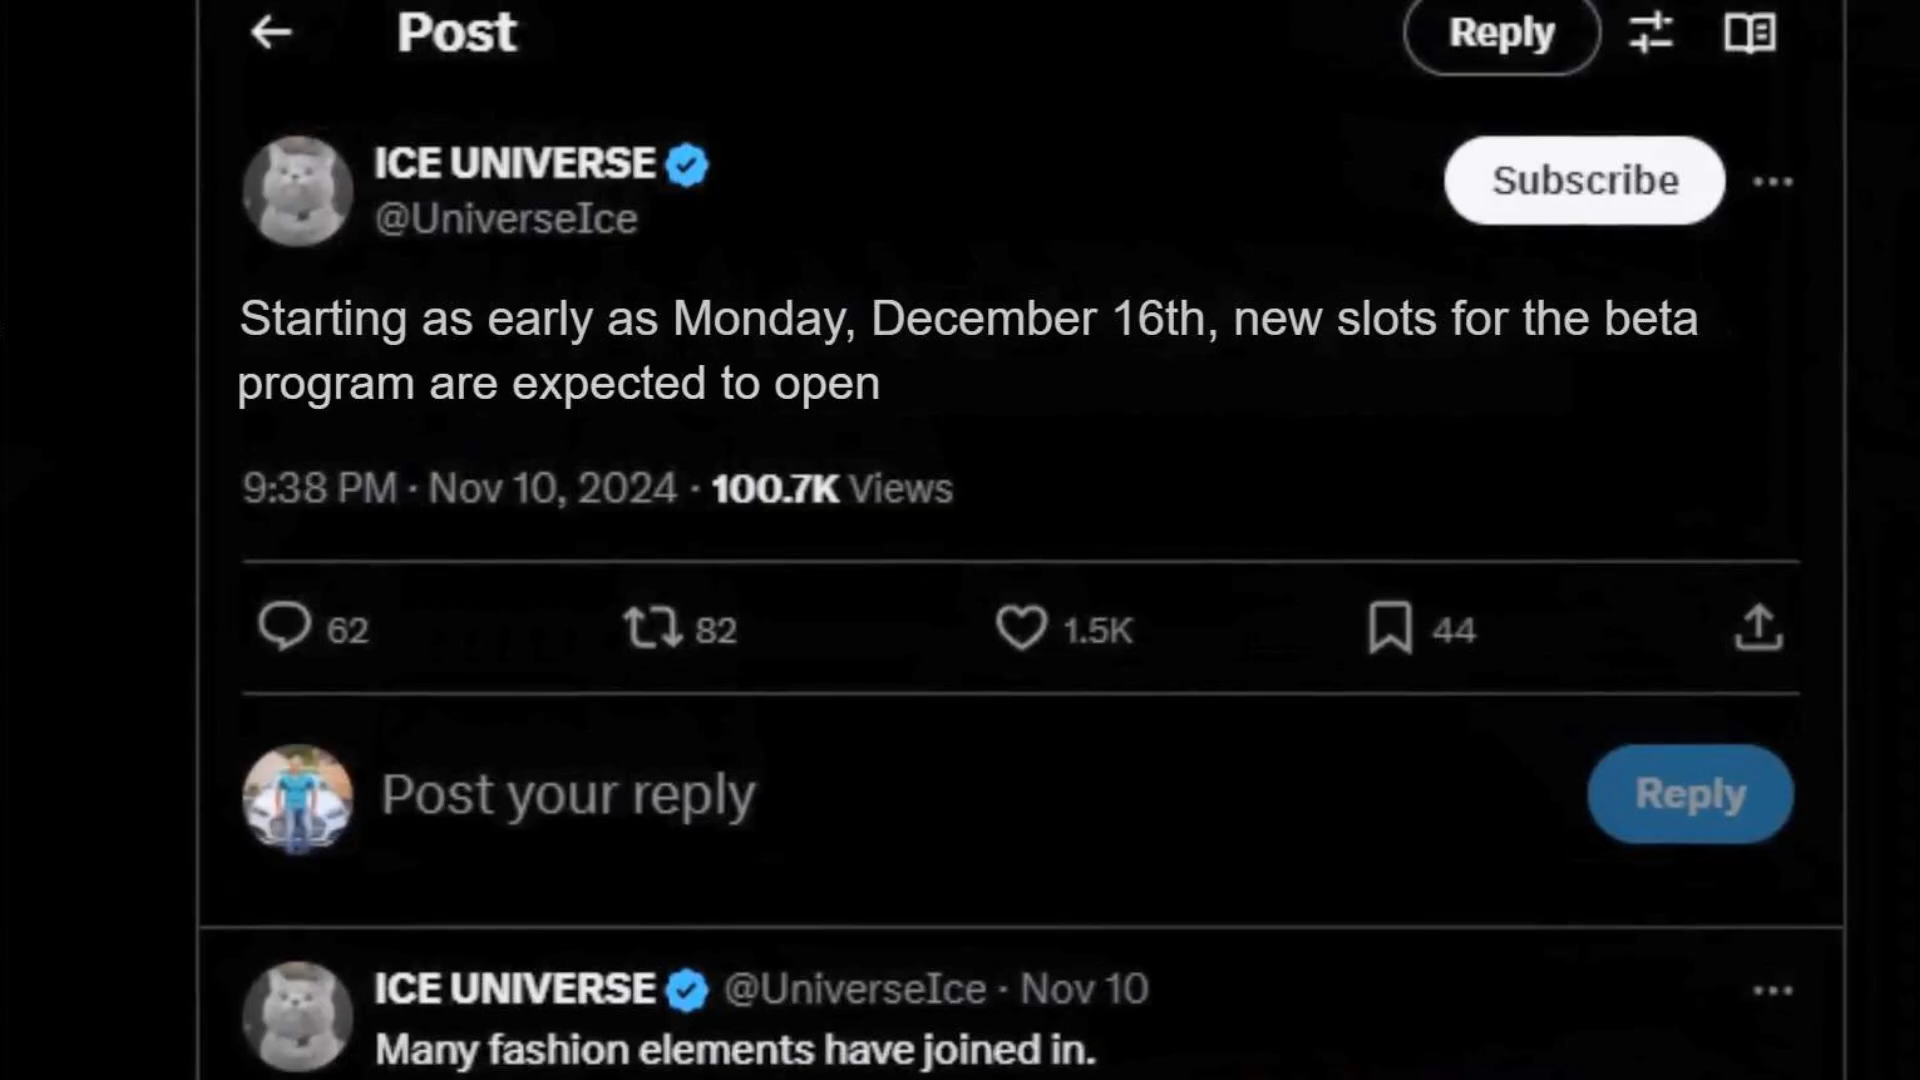 Post
Reply
ICE UNIVERSE
@UniverseIce
Subscribe
Starting as early as Monday, December 16th, new slots for the beta
program are expected to open
9:38 PM · Nov 10, 2024 · 100.7K Views
62 82 1.5K 44
Post your reply
Reply
ICE UNIVERSE @UniverseIce · Nov 10
Many fashion elements have joined in.